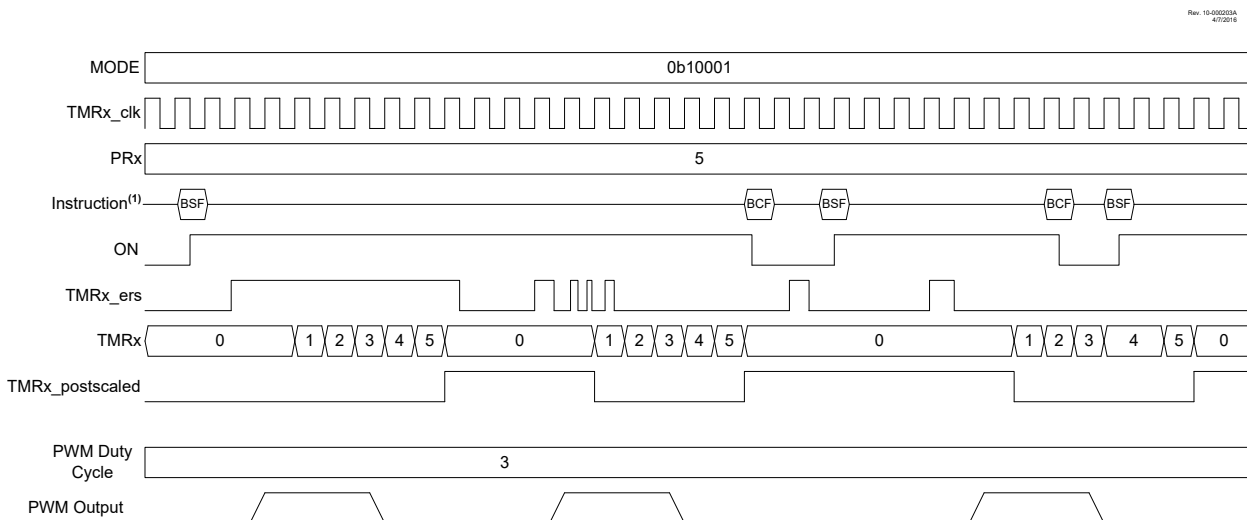 Rev. 10-000203A
4/7/2016
MODE 0b10001
TMRx_clk
PRx 5
Instruction(1) BSF BCF BSF BCF BSF
ON
TMRx_ers
TMRx 0 1 2 3 4 5 0 1 2 3 4 5 0 1 2 3 4 5 0
TMRx_postscaled
PWM Duty
Cycle 3
PWM Output